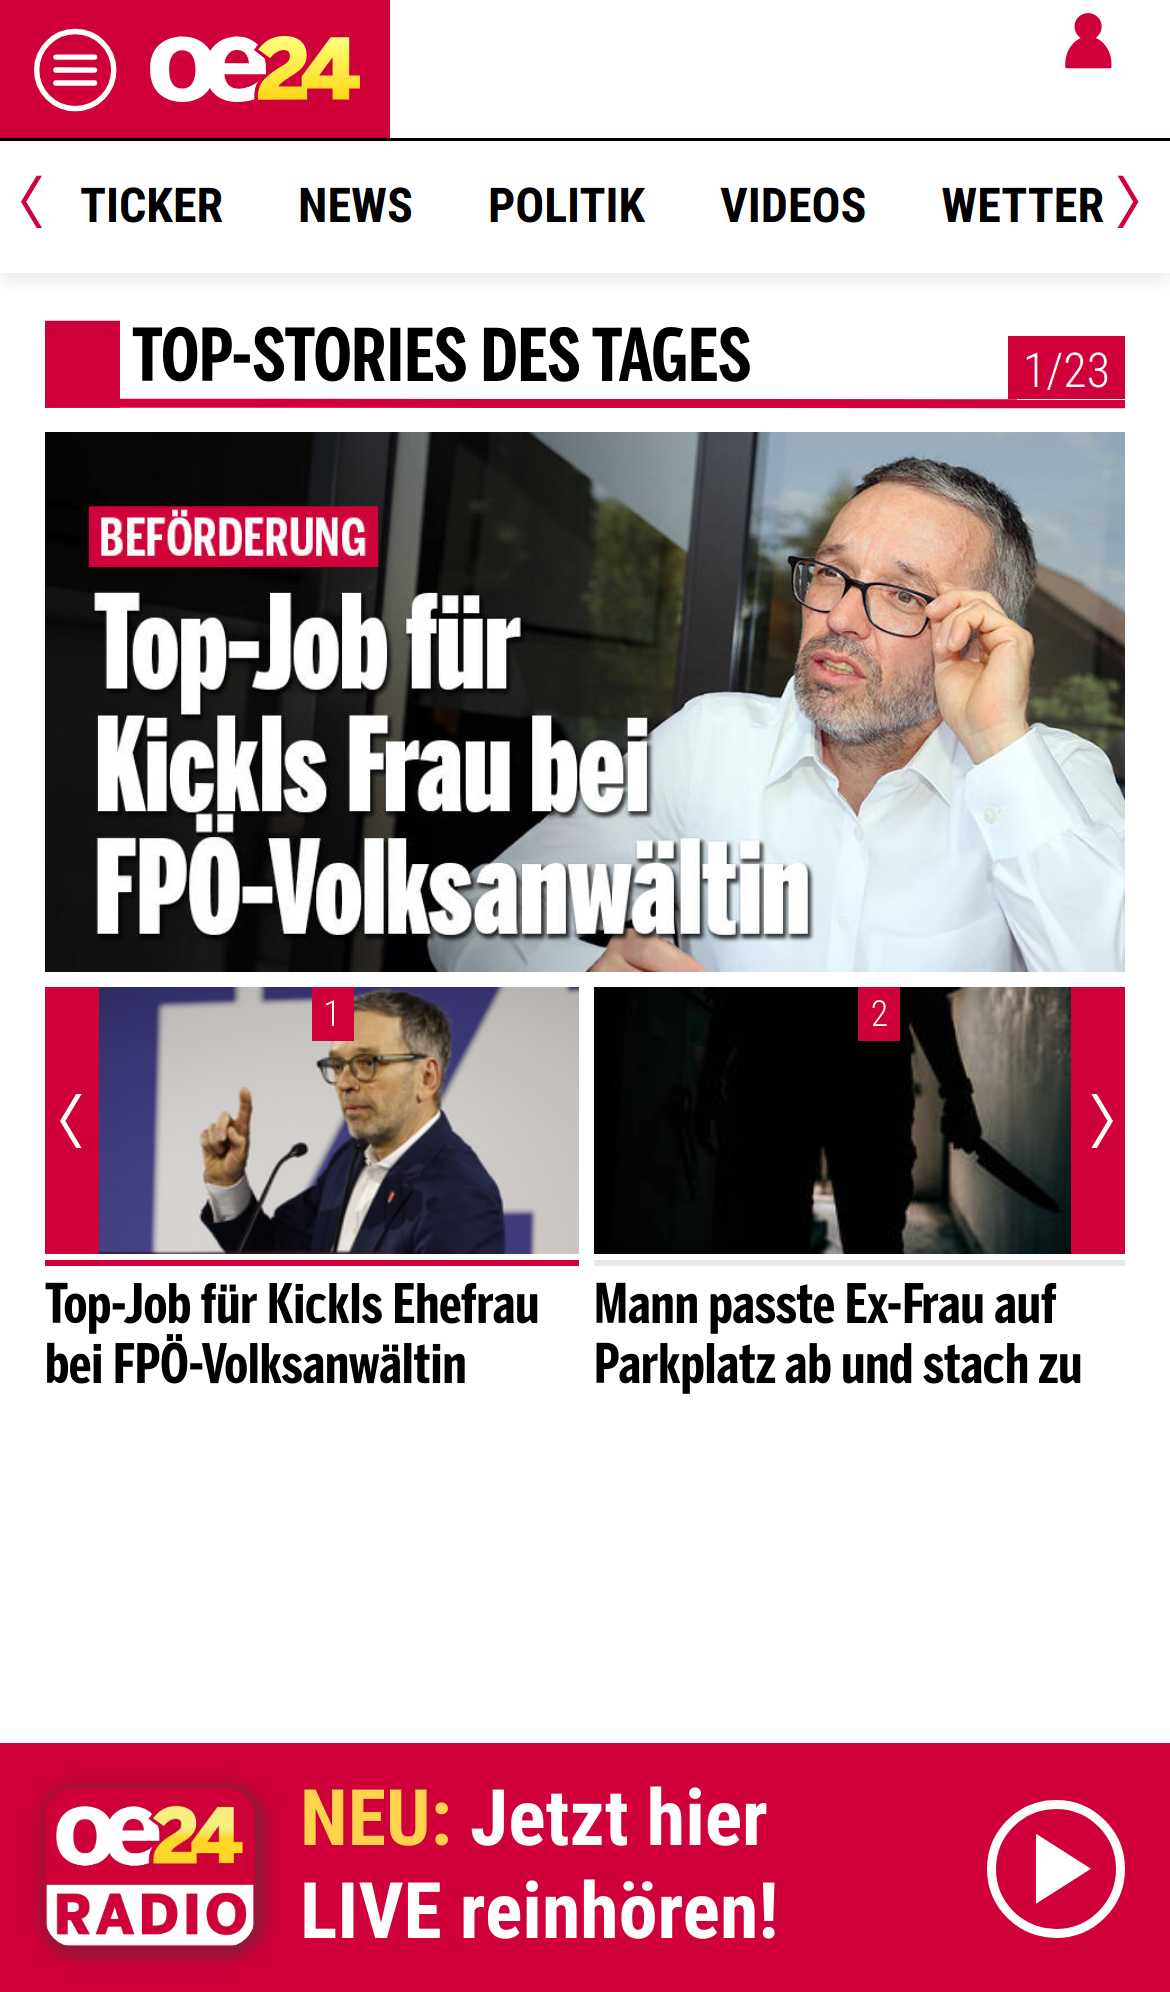 oe24
TICKER NEWS POLITIK VIDEOS WETTER
TOP-STORIES DES TAGES
1/23
BEFÖRDERUNG
Top-Job für
Kickls Frau bei
FPÖ-Volksanwältin
1
Top-Job für Kickls Ehefrau
bei FPÖ-Volksanwältin
2
Mann passte Ex-Frau auf
Parkplatz ab und stach zu
oe24
RADIO
NEU: Jetzt hier
LIVE reinhören!